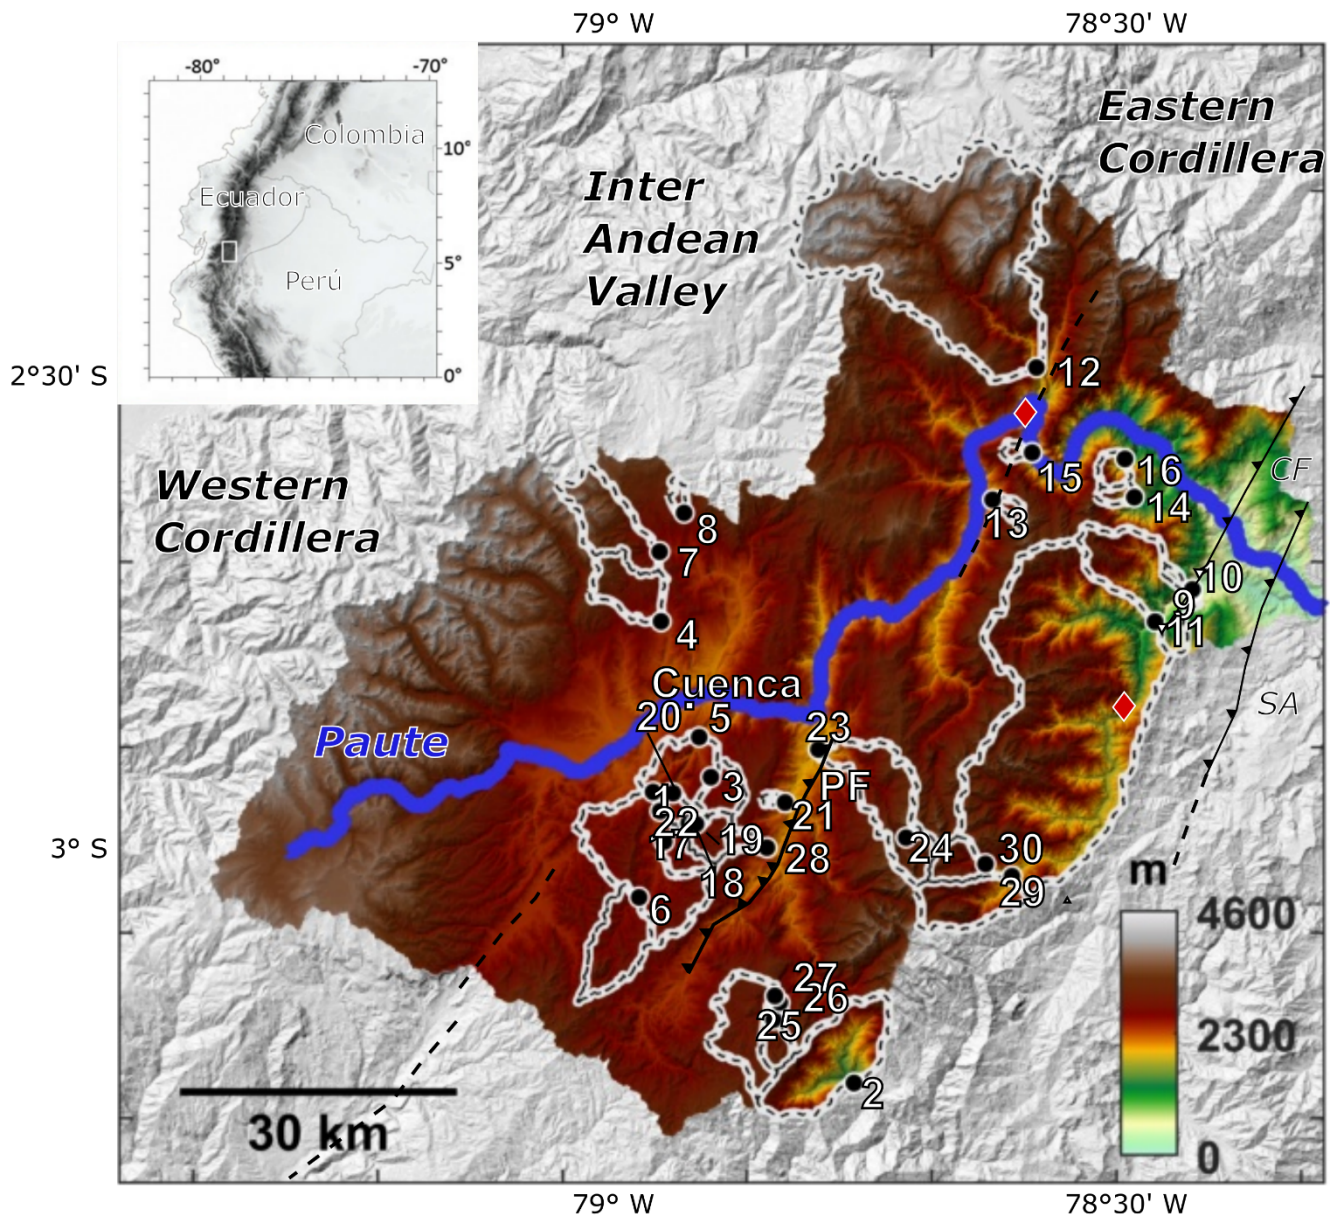 79° W
78°30' W
-80°
-70°
Colombia
10°
Ecuador
5°
Perú
0°
Eastern
Cordillera
Inter
Andean
Valley
2°30' S
12
Western
Cordillera
15
16
CF
14
13
8
7
10
9
11
4
Cuenca
20
5
SA
23
Paute
3
PF
1
21
22
17
19
24
30
3° S
28
18
29
m
6
4600
27
26
25
2300
2
30 km
0
79° W
78°30' W